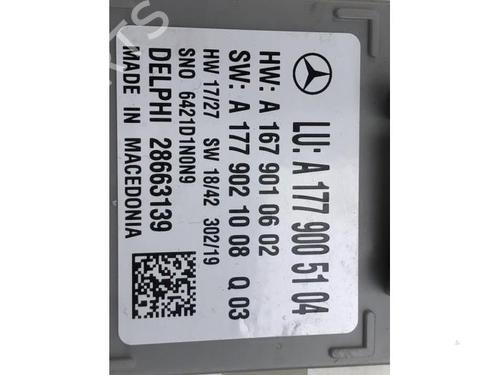 LU: A 177 900 51 04
HW: A 167 901 06 02
SW: A 177 902 10 08 Q 03
HW 17/27 SW 18/42 302/19
SNO 6421D1N0N9
DELPHI 28663139
MADE IN MACEDONIA